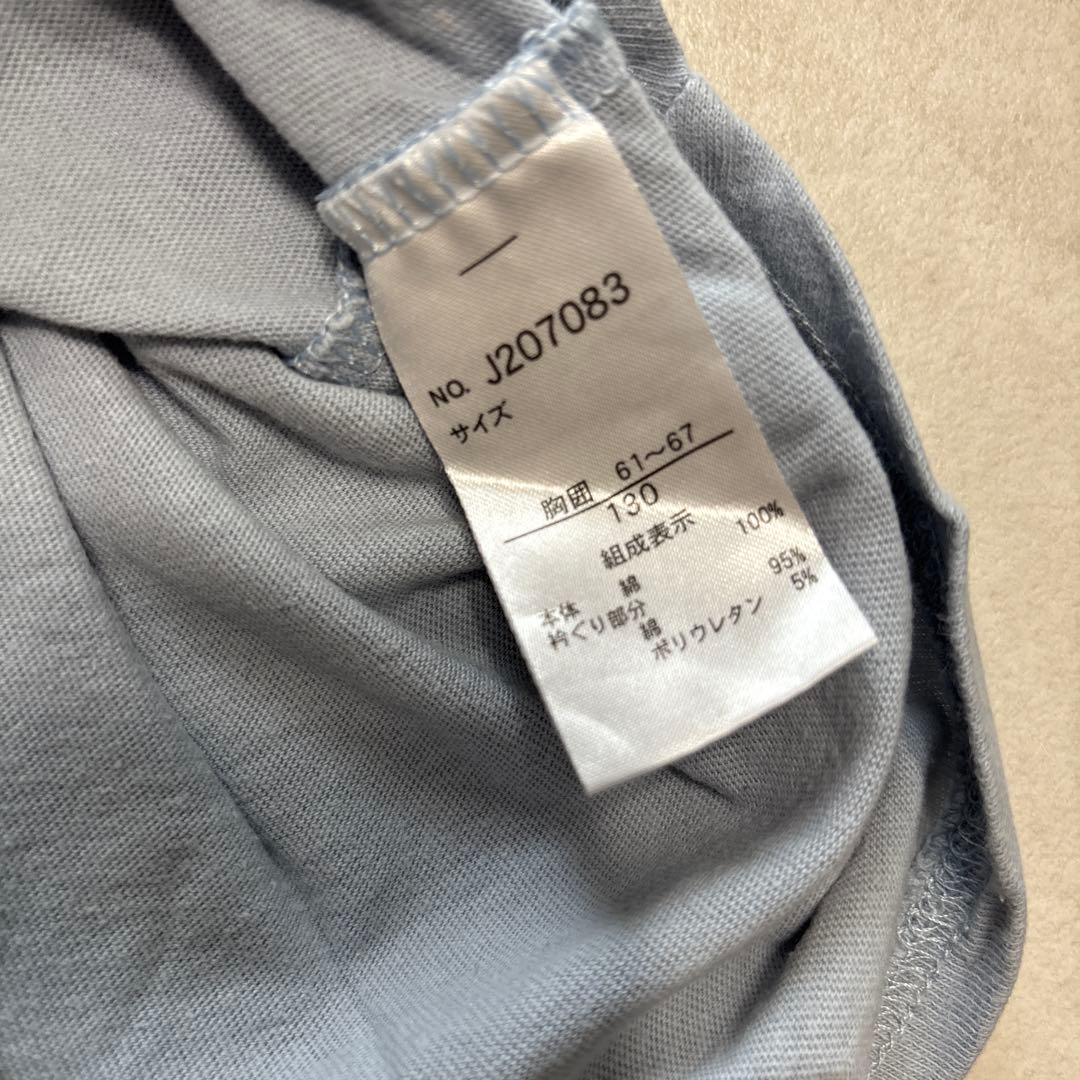 NO. J207083
サイズ
胸囲 61～67
130
組成表示
本体 綿 100%
衿ぐり部分
綿 95%
ポリウレタン 5%